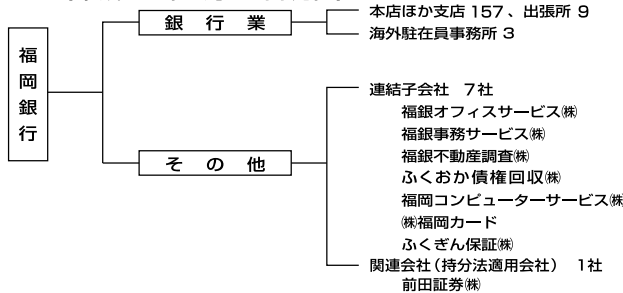 福岡銀行
銀行業
本店ほか支店 157、出張所 9
海外駐在員事務所 3
その他
連結子会社 7社
福銀オフィスサービス㈱
福銀事務サービス㈱
福銀不動産調査㈱
ふくおか債権回収㈱
福岡コンピューターサービス㈱
㈱福岡カード
ふくぎん保証㈱
関連会社(持分法適用会社) 1社
前田証券㈱